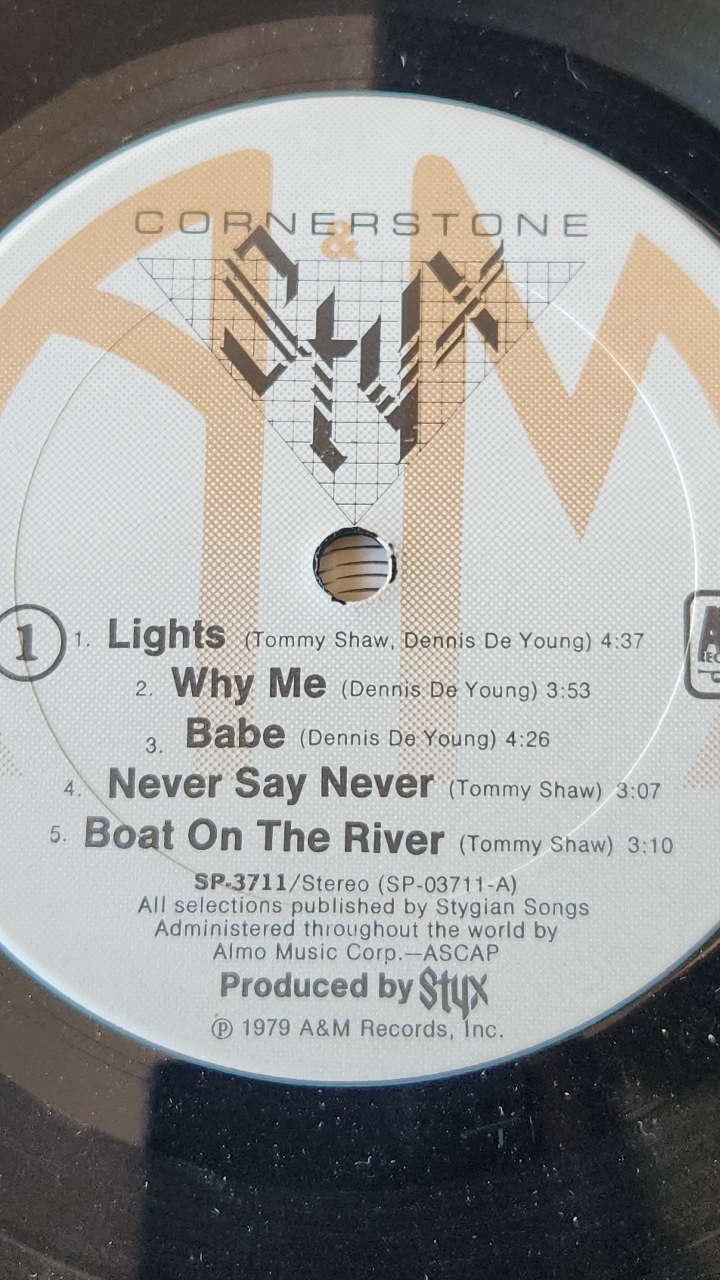 CORNERSTONE
&
Styx
1
1. Lights (Tommy Shaw, Dennis De Young) 4:37
2. Why Me (Dennis De Young) 3:53
3. Babe (Dennis De Young) 4:26
4. Never Say Never (Tommy Shaw) 3:07
5. Boat On The River (Tommy Shaw) 3:10
SP-3711/Stereo (SP-03711-A)
All selections published by Stygian Songs
Administered throughout the world by
Almo Music Corp.—ASCAP
Produced by Styx
℗ 1979 A&M Records, Inc.